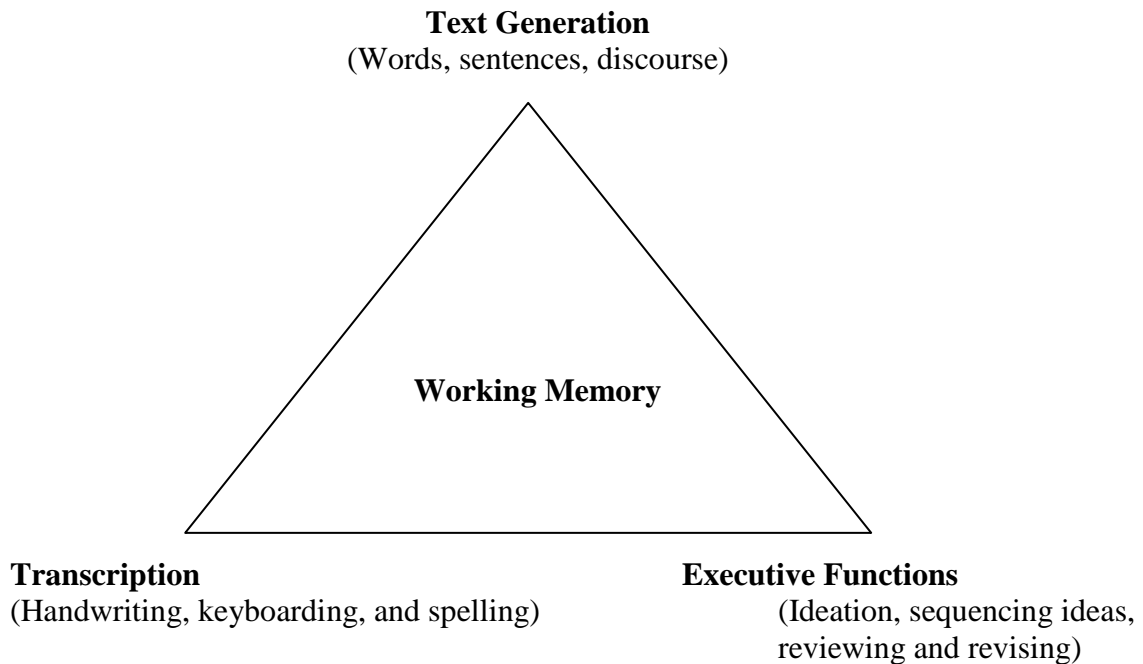 Text Generation
(Words, sentences, discourse)
Working Memory
Transcription
(Handwriting, keyboarding, and spelling)
Executive Functions
(Ideation, sequencing ideas,
reviewing and revising)